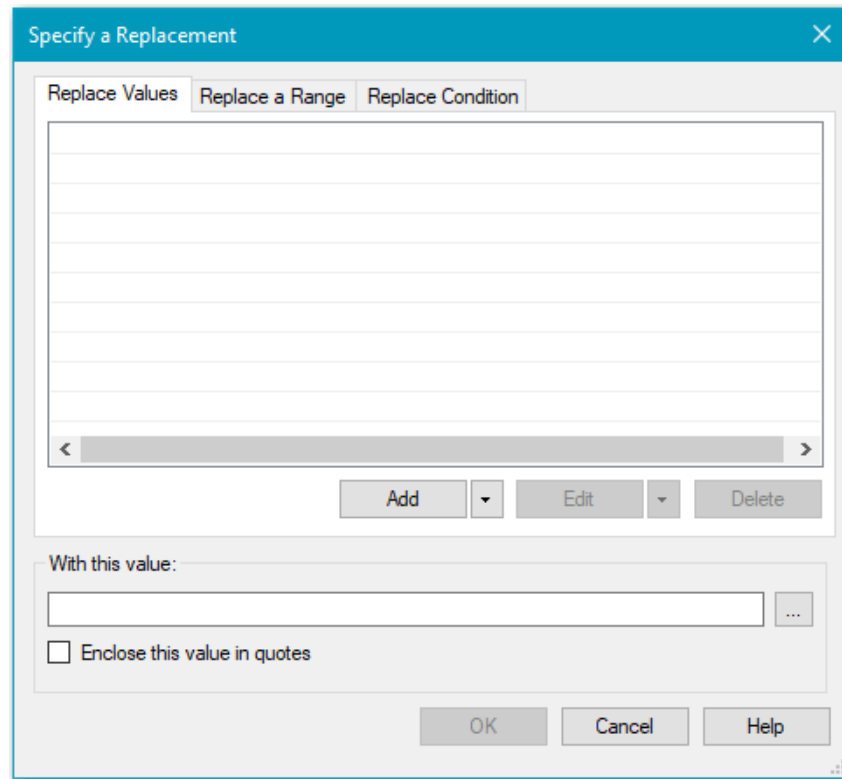 Specify a Replacement
Replace Values Replace a Range Replace Condition
Add Edit Delete
With this value:
...
Enclose this value in quotes
OK Cancel Help